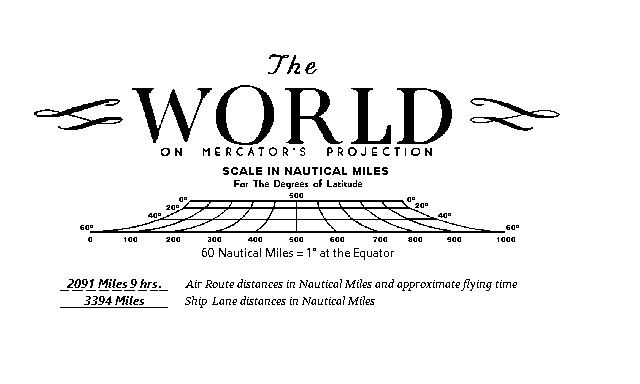 The
WORLD
ON MERCATOR'S PROJECTION
SCALE IN NAUTICAL MILES
For The Degrees of Latitude
0° 500 0°
20° 20°
40° 40°
60° 60°
0 100 200 300 400 500 600 700 800 900 1000
60 Nautical Miles = 1° at the Equator
2091 Miles 9 hrs. Air Route distances in Nautical Miles and approximate flying time
3394 Miles Ship Lane distances in Nautical Miles